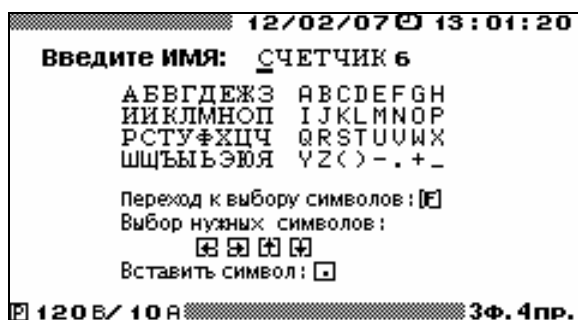 12/02/07 13:01:20
Введите ИМЯ: СЧЕТЧИК 6
АБВГДЕЖЗ ABCDEFGH
ИИКЛМНОП IJKLMNOP
РСТУФХЦЧ QRSTUVWX
ШЩЪЫЬЭЮЯ YZ()-.+_
Переход к выбору символов: [F]
Выбор нужных символов:
[←] [→] [↑] [↓]
Вставить символ: [.]
P 120В/ 10А 3Ф.4пр.